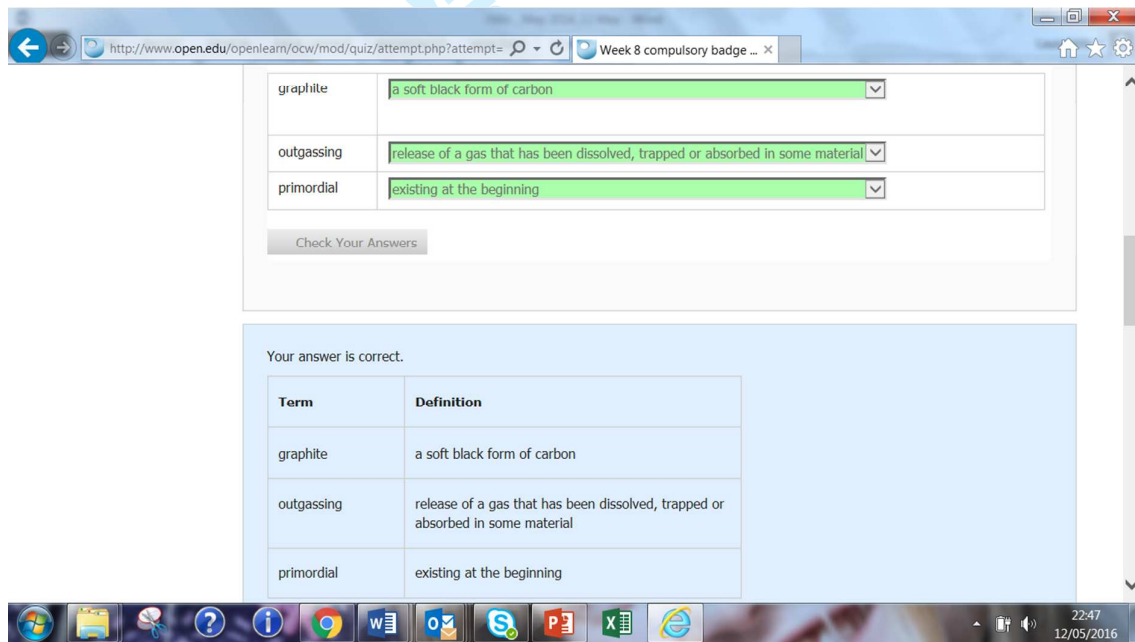 http://www.open.edu/openlearn/ocw/mod/quiz/attempt.php?attempt=
Week 8 compulsory badge ...
graphite
a soft black form of carbon
outgassing
release of a gas that has been dissolved, trapped or absorbed in some material
primordial
existing at the beginning
Check Your Answers
Your answer is correct.
Term Definition
graphite a soft black form of carbon
outgassing release of a gas that has been dissolved, trapped or
absorbed in some material
primordial existing at the beginning
22:47
12/05/2016